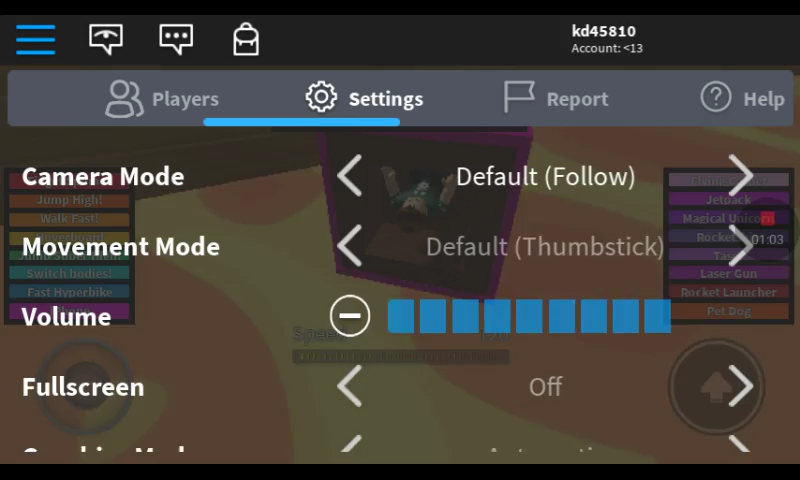 kd45810
Account: <13
Players
Settings
Report
Help
Camera Mode
Default (Follow)
Jump High!
Walk Fast!
Jetpack
Magical Unicorn
Movement Mode
Default (Thumbstick)
01:03
Switch bodies!
Fast Hyperbike
Laser Gun
Rocket Launcher
Pet Dog
Volume
Speed
Fullscreen
Off